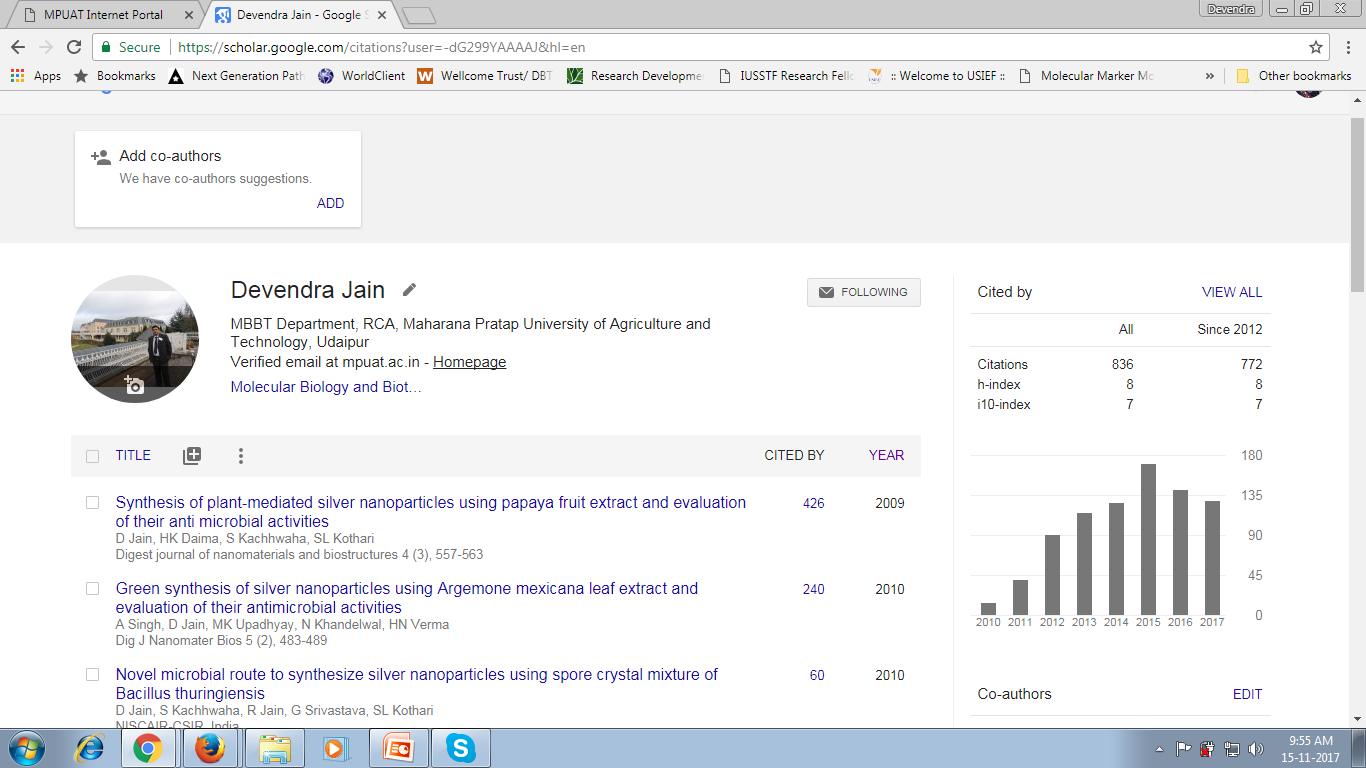 MPUAT Internet Portal
Devendra Jain - Google S
Devendra
Secure
https://scholar.google.com/citations?user=-dG299YAAAAJ&hl=en
Apps
Bookmarks
Next Generation Path
WorldClient
Wellcome Trust/ DBT
Research Developme
IUSSTF Research Fello
:: Welcome to USIEF ::
Molecular Marker Mo
»
Other bookmarks
Add co-authors
We have co-authors suggestions.
ADD
Devendra Jain
FOLLOWING
MBBT Department, RCA, Maharana Pratap University of Agriculture and
Technology, Udaipur
Verified email at mpuat.ac.in - Homepage
Molecular Biology and Biot…
Cited by VIEW ALL
All Since 2012
Citations 836 772
h-index 8 8
i10-index 7 7
180
135
90
45
0
2010 2011 2012 2013 2014 2015 2016 2017
Co-authors EDIT
TITLE CITED BY YEAR
Synthesis of plant-mediated silver nanoparticles using papaya fruit extract and evaluation 426 2009
of their anti microbial activities
D Jain, HK Daima, S Kachhwaha, SL Kothari
Digest journal of nanomaterials and biostructures 4 (3), 557-563
Green synthesis of silver nanoparticles using Argemone mexicana leaf extract and 240 2010
evaluation of their antimicrobial activities
A Singh, D Jain, MK Upadhyay, N Khandelwal, HN Verma
Dig J Nanomater Bios 5 (2), 483-489
Novel microbial route to synthesize silver nanoparticles using spore crystal mixture of 60 2010
Bacillus thuringiensis
D Jain, S Kachhwaha, R Jain, G Srivastava, SL Kothari
NISCAIR-CSIR, India
9:55 AM
15-11-2017